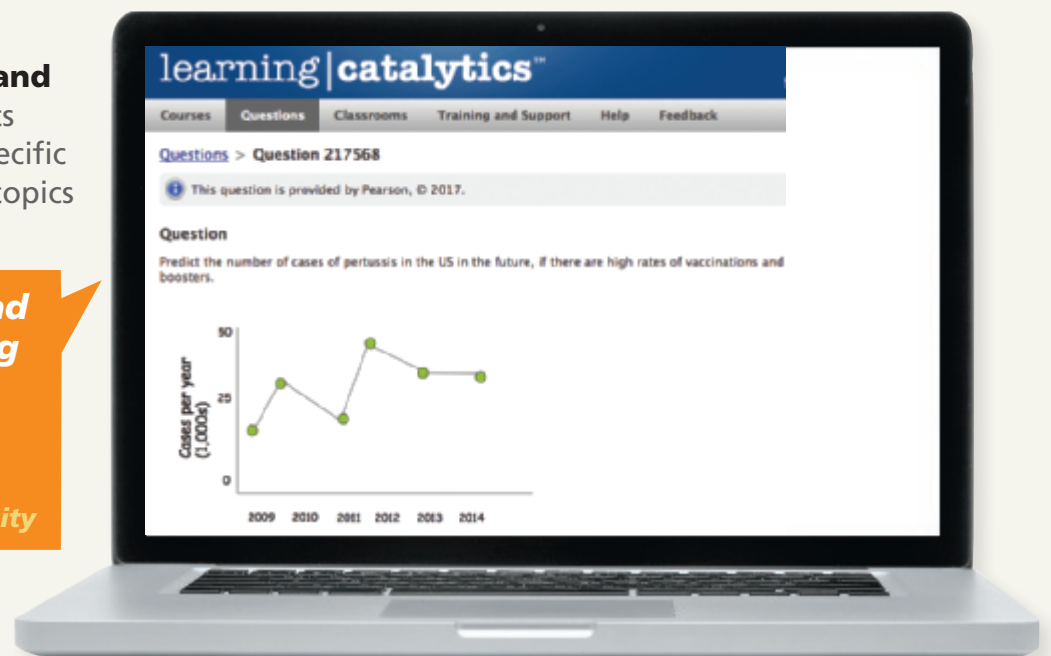 and
ts
ecific
topics
nd
g
ity
learning | catalytics™
Courses Questions Classrooms Training and Support Help Feedback
Questions > Question 217568
This question is provided by Pearson, © 2017.
Question
Predict the number of cases of pertussis in the US in the future, if there are high rates of vaccinations and
boosters.
Cases per year
(1,000s)
50
25
0
2009 2010 2011 2012 2013 2014